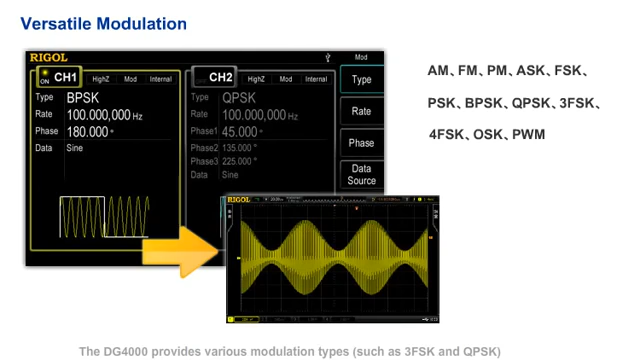 Versatile Modulation
RIGOL
Mod
ON CH1 HighZ Mod Internal
CH2 HighZ Mod Internal
Type
Type BPSK
Type QPSK
Rate 100.000,000 Hz
Rate 100.000,000 Hz
Rate
Phase 180.000 °
Phase1 45.000 °
Data Sine
Phase2 135.000 °
Phase
Phase3 225.000 °
Data Sine
Data
Source
RIGOL
AM、FM、PM、ASK、FSK、
PSK、BPSK、QPSK、3FSK、
4FSK、OSK、PWM
The DG4000 provides various modulation types (such as 3FSK and QPSK)